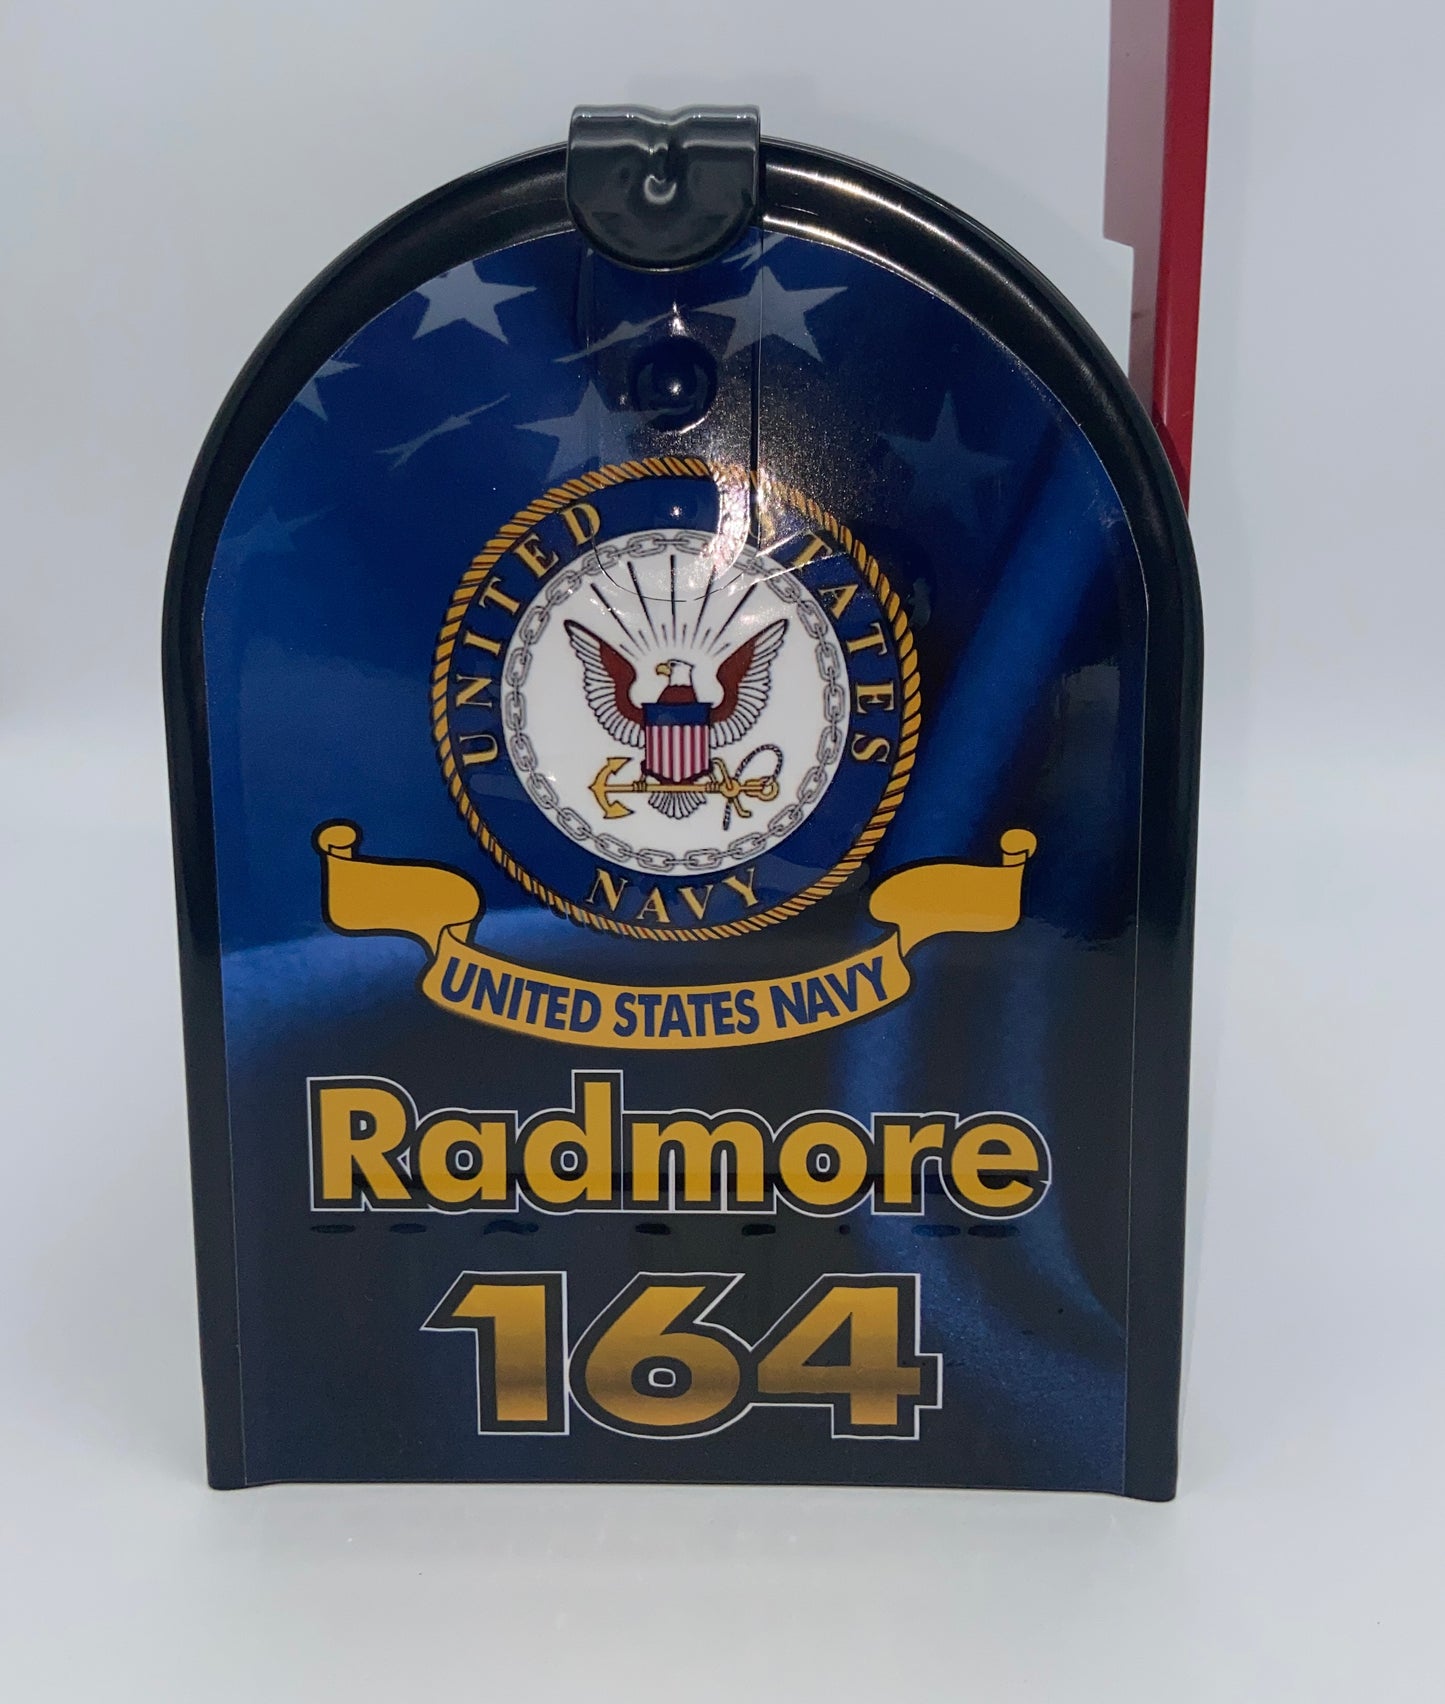 UNITED STATES
NAVY
UNITED STATES NAVY
Radmore
164